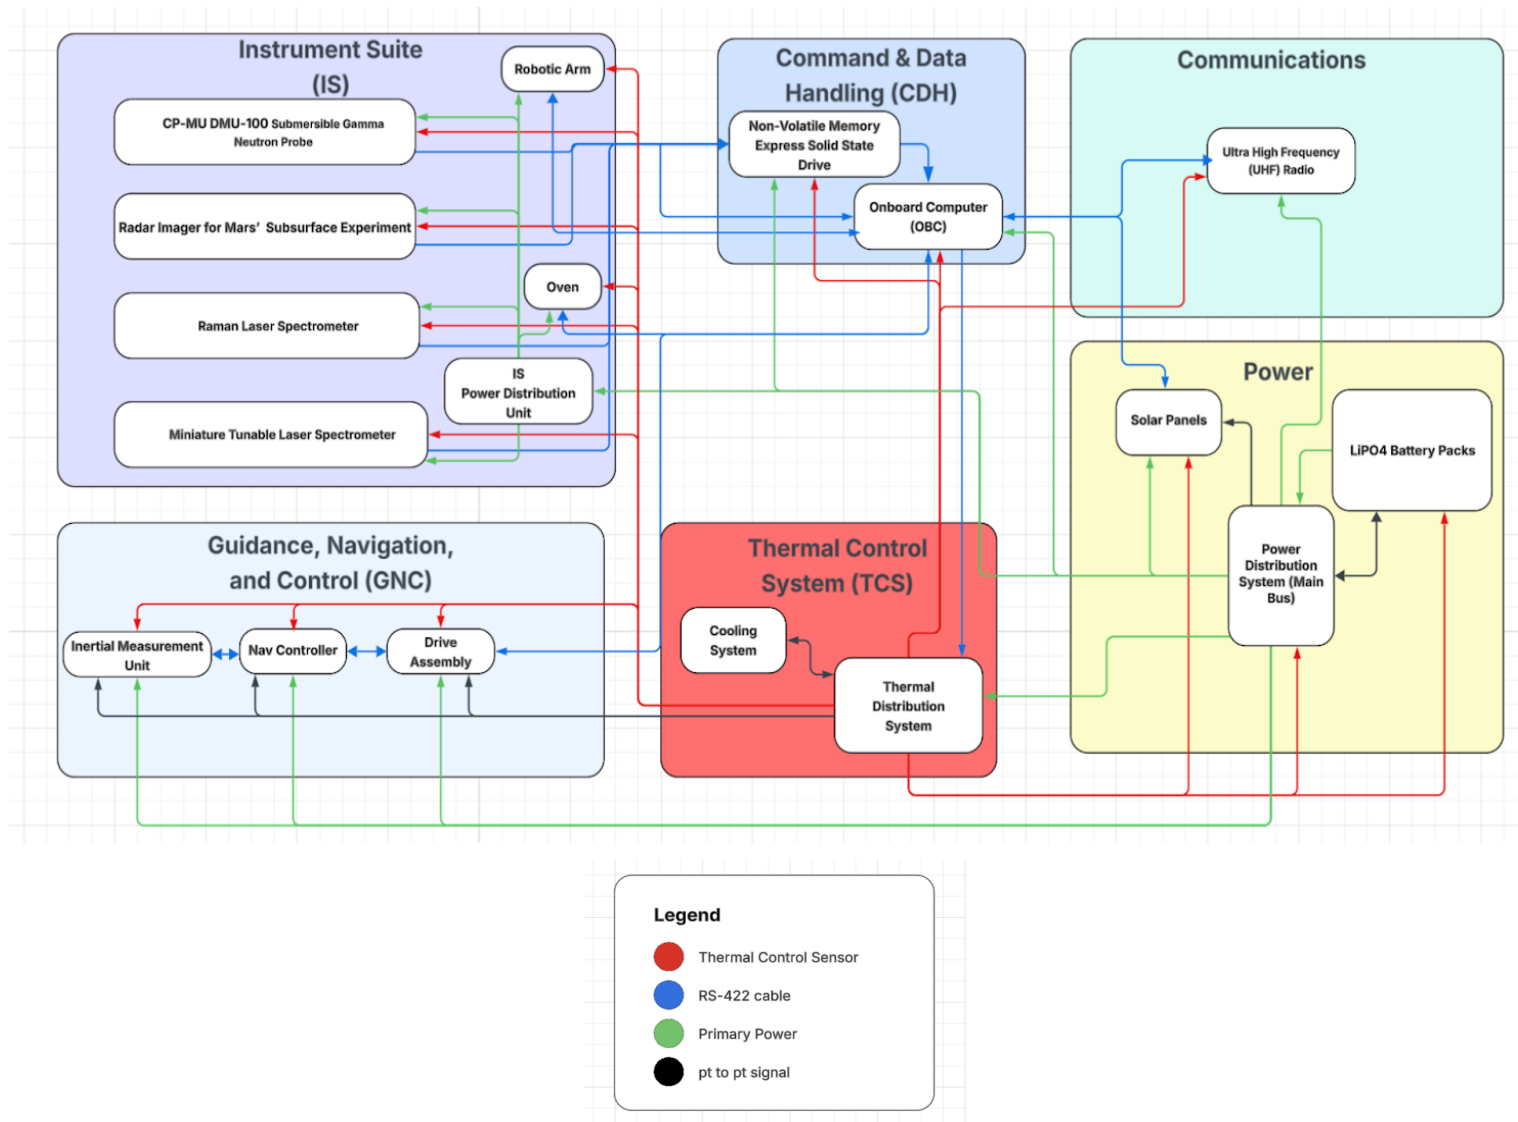 Instrument Suite
(IS)
Robotic Arm
CP-MU DMU-100 Submersible Gamma
Neutron Probe
Radar Imager for Mars’ Subsurface Experiment
Oven
Raman Laser Spectrometer
IS
Power Distribution
Unit
Miniature Tunable Laser Spectrometer
Command & Data
Handling (CDH)
Non-Volatile Memory
Express Solid State
Drive
Onboard Computer
(OBC)
Communications
Ultra High Frequency
(UHF) Radio
Power
Solar Panels
LiPO4 Battery Packs
Power
Distribution
System (Main
Bus)
Guidance, Navigation,
and Control (GNC)
Inertial Measurement
Unit
Nav Controller
Drive
Assembly
Thermal Control
System (TCS)
Cooling
System
Thermal
Distribution
System
Legend
Thermal Control Sensor
RS-422 cable
Primary Power
pt to pt signal